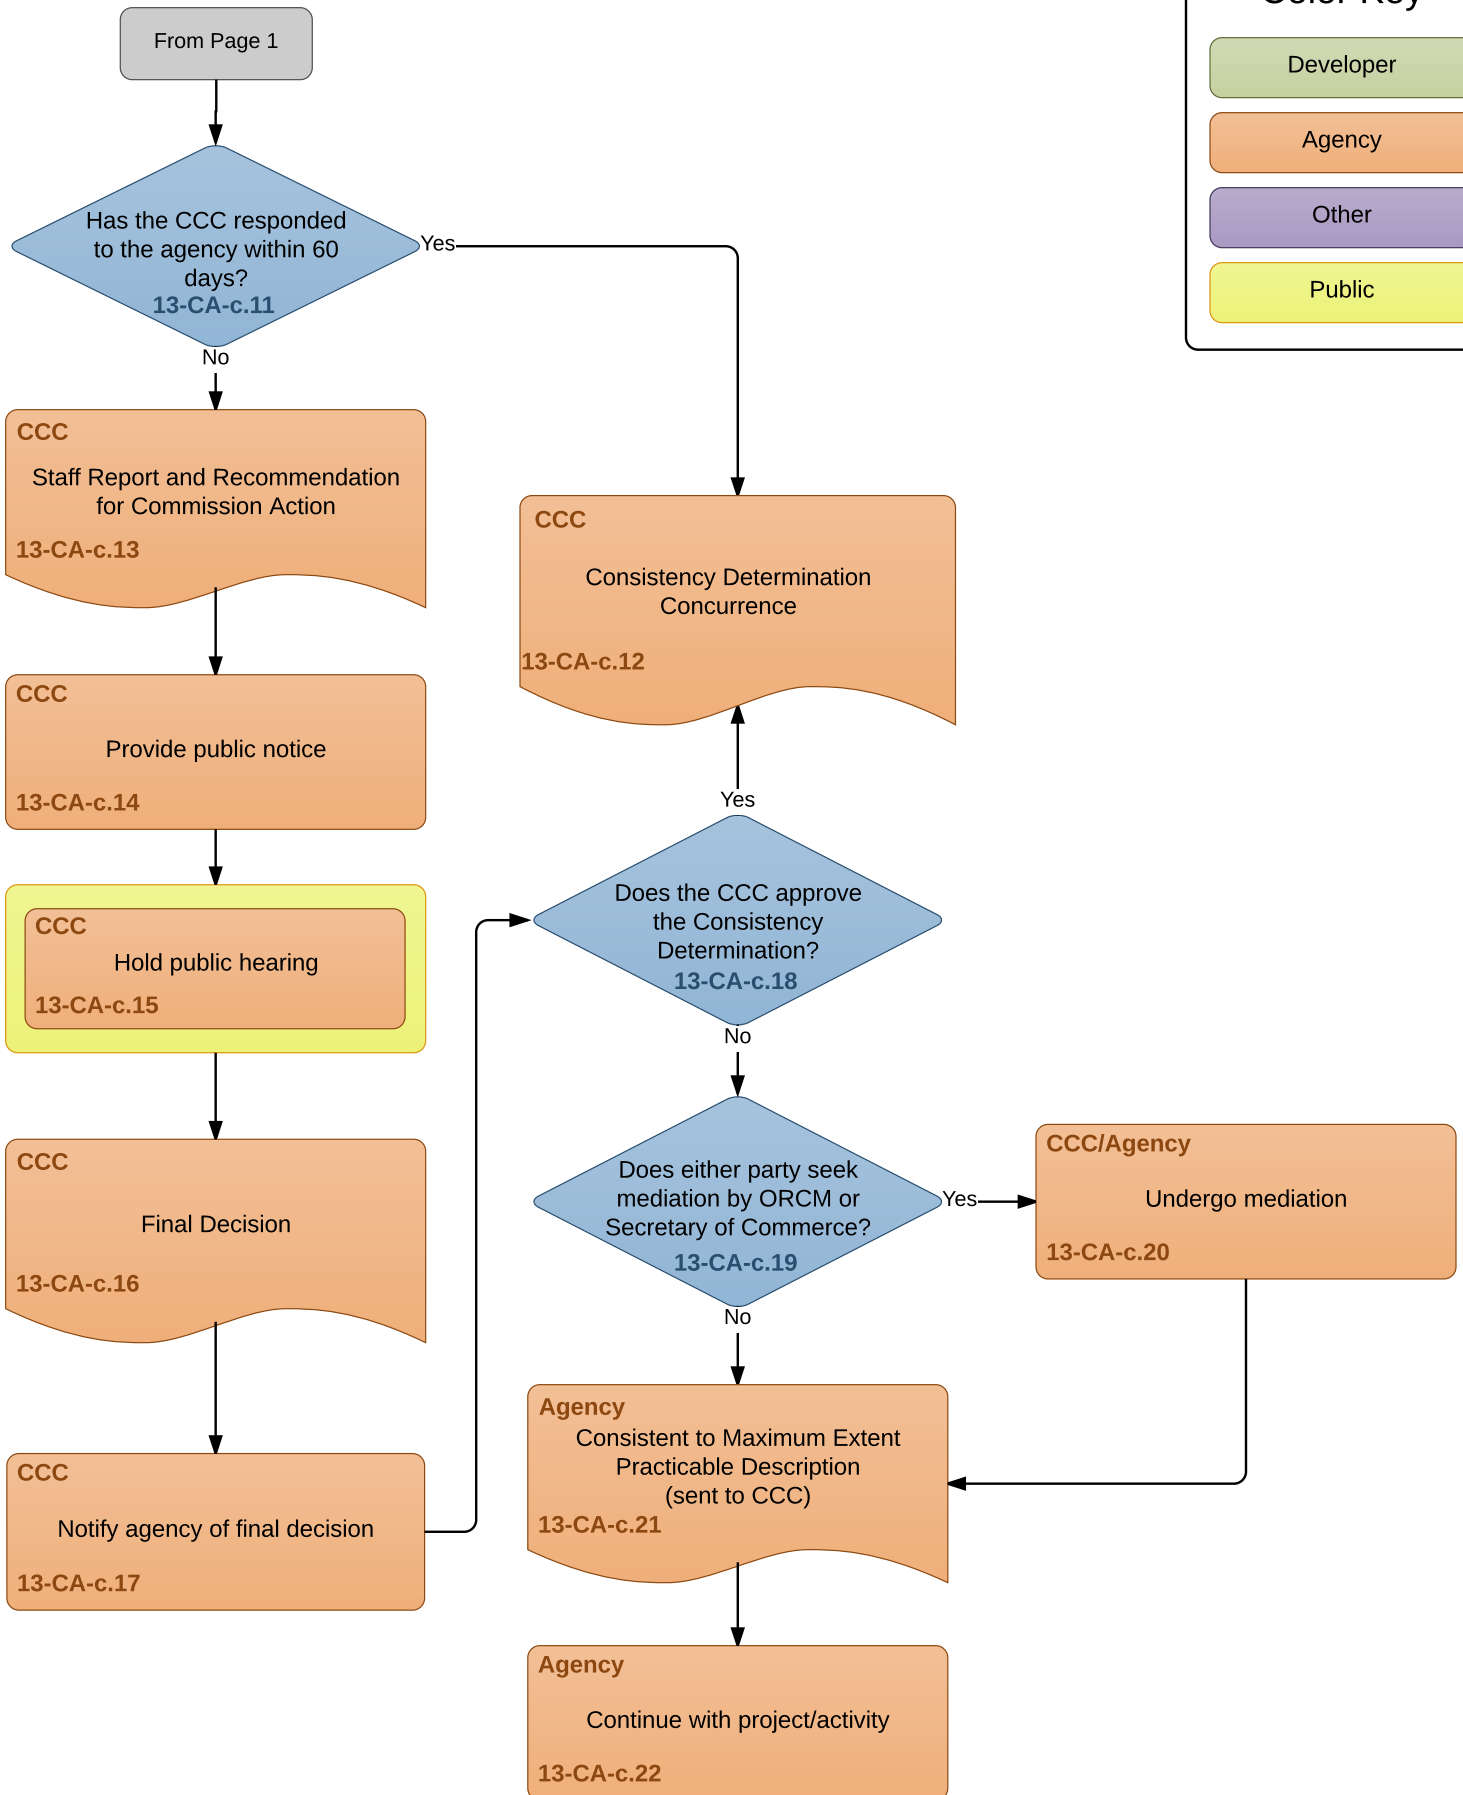 From Page 1
Color Key
Developer
Agency
Other
Public
Has the CCC responded
to the agency within 60
days?
13-CA-c.11
Yes
No
CCC
Staff Report and Recommendation
for Commission Action
13-CA-c.13
CCC
Consistency Determination
Concurrence
13-CA-c.12
CCC
Provide public notice
13-CA-c.14
Yes
CCC
Hold public hearing
13-CA-c.15
Does the CCC approve
the Consistency
Determination?
13-CA-c.18
No
CCC
Final Decision
13-CA-c.16
Does either party seek
mediation by ORCM or
Secretary of Commerce?
13-CA-c.19
Yes
No
CCC/Agency
Undergo mediation
13-CA-c.20
CCC
Notify agency of final decision
13-CA-c.17
Agency
Consistent to Maximum Extent
Practicable Description
(sent to CCC)
13-CA-c.21
Agency
Continue with project/activity
13-CA-c.22